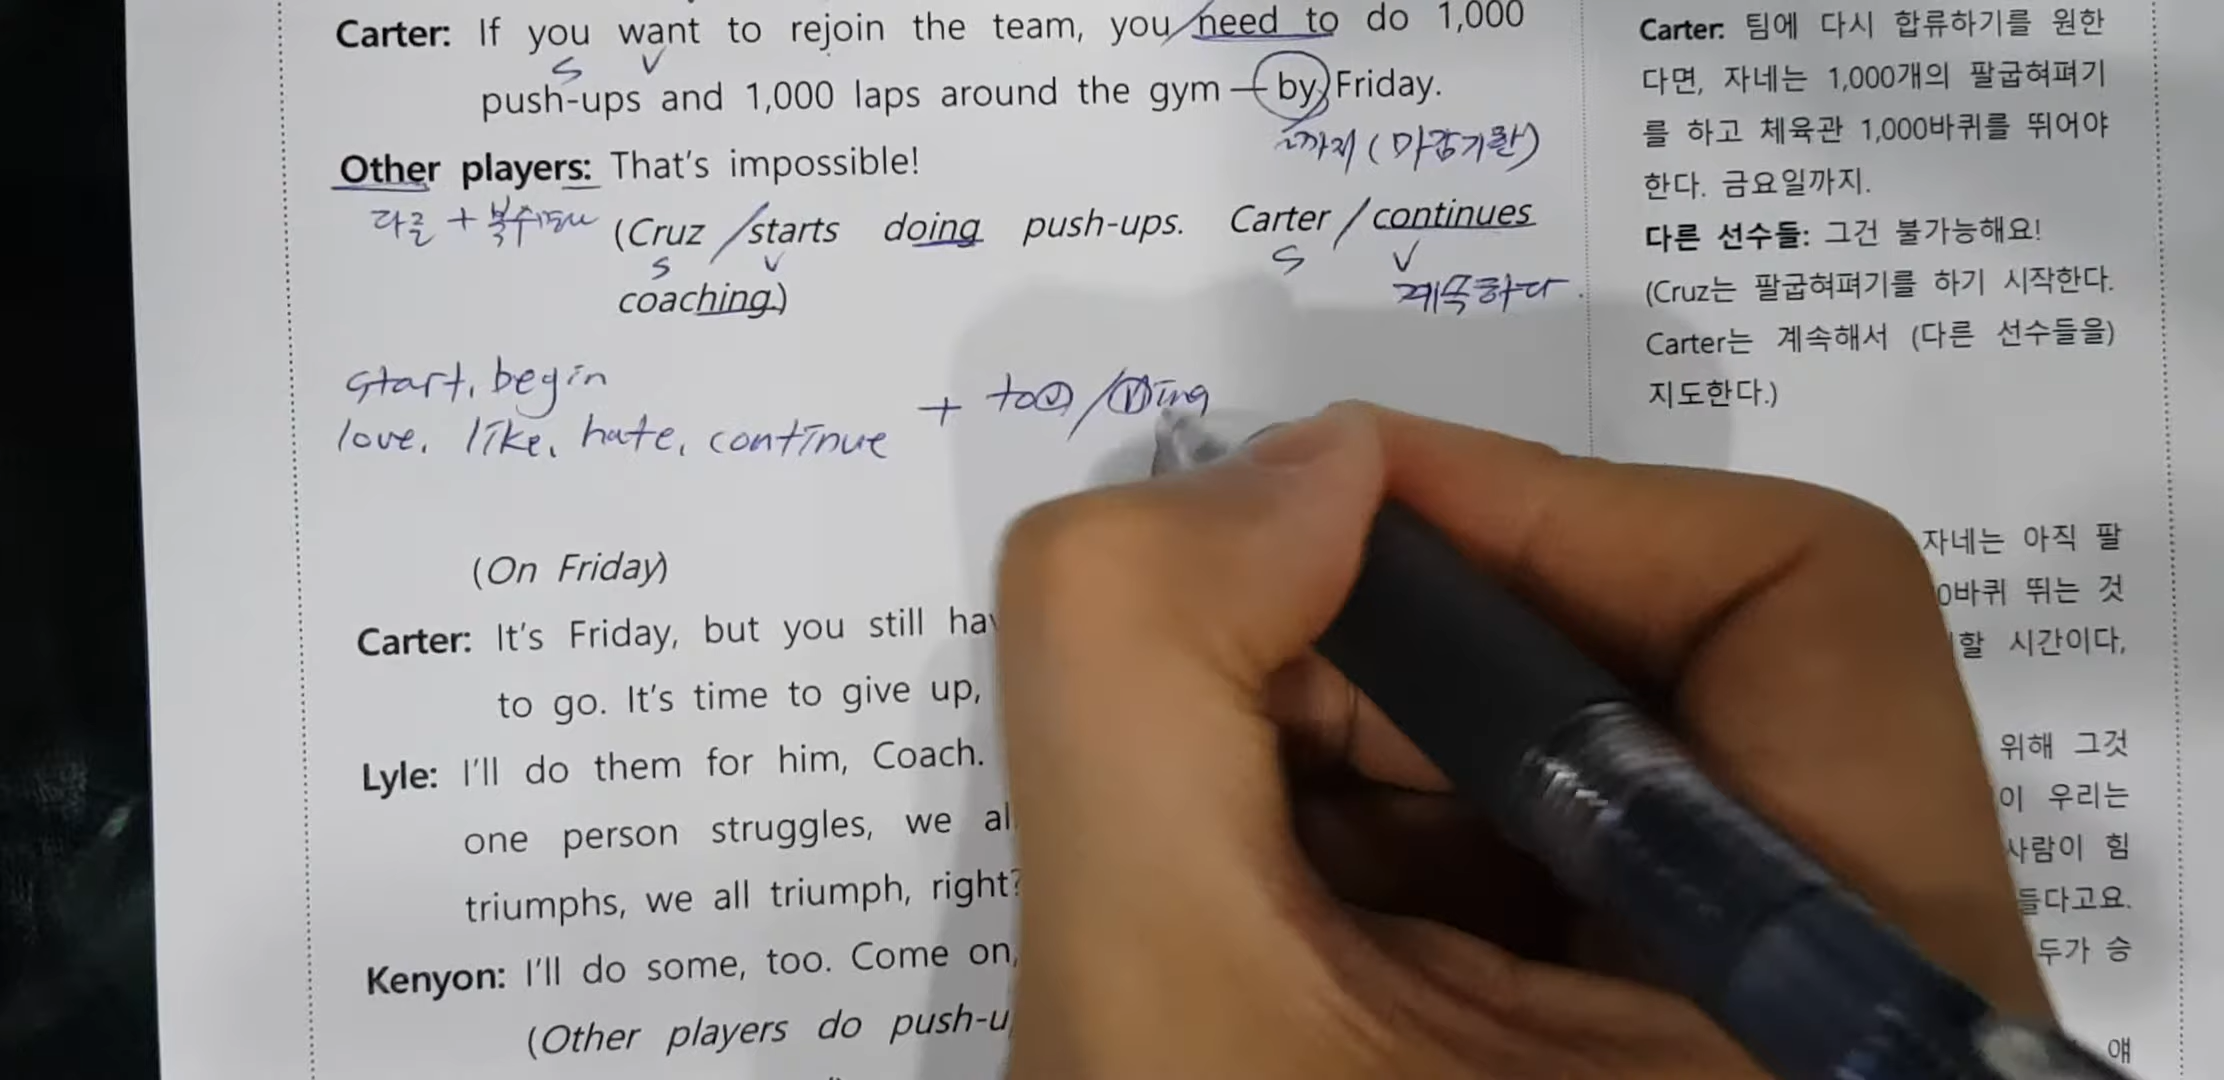 Carter: If you want to rejoin the team, you need to do 1,000
S V
push-ups and 1,000 laps around the gym – by Friday.
~까지 (마감기한)
Other players: That's impossible!
다른 + 복수명사
(Cruz / starts doing push-ups. Carter / continues
S V S V
coaching.)
계속하다
start, begin
love, like, hate, continue + to ⓥ / ⓥing
(On Friday)
Carter: It's Friday, but you still
to go. It's time to give up,
Lyle: I'll do them for him, Coach.
one person struggles, we
triumphs, we all triumph, right?
Kenyon: I'll do some, too. Come on,
(Other players do
Carter: 팀에 다시 합류하기를 원한
다면, 자네는 1,000개의 팔굽혀펴기
를 하고 체육관 1,000바퀴를 뛰어야
한다. 금요일까지.
다른 선수들: 그건 불가능해요!
(Cruz는 팔굽혀펴기를 하기 시작한다.
Carter는 계속해서 (다른 선수들을)
지도한다.)
자네는 아직 팔
0바퀴 뛰는 것
할 시간이다,
위해 그것
이 우리는
사람이 힘
들다고요.
두가 승
얘